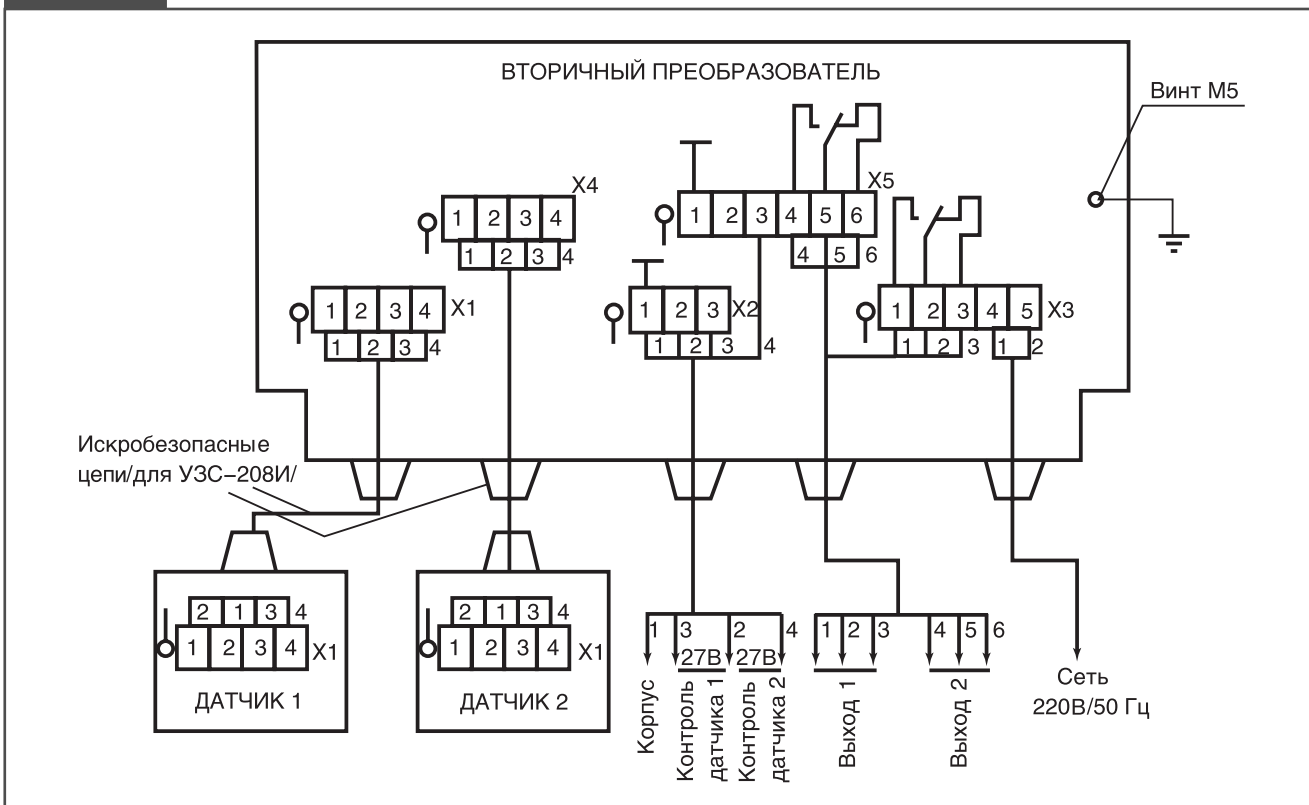 ВТОРИЧНЫЙ ПРЕОБРАЗОВАТЕЛЬ
Винт М5
X4
1 2 3 4
1 2 3 4
X5
1 2 3 4 5 6
4 5 6
X1
1 2 3 4
1 2 3 4
X2
1 2 3
1 2 3 4
X3
1 2 3 4 5
1 2 3 1 2
Искробезопасные
цепи/для УЗС–208И/
2 1 3 4
1 2 3 4 X1
ДАТЧИК 1
2 1 3 4
1 2 3 4 X1
ДАТЧИК 2
1 3 2 4
27В 27В
Корпус
Контроль
датчика 1
Контроль
датчика 2
1 2 3
Выход 1
4 5 6
Выход 2
Сеть
220В/50 Гц